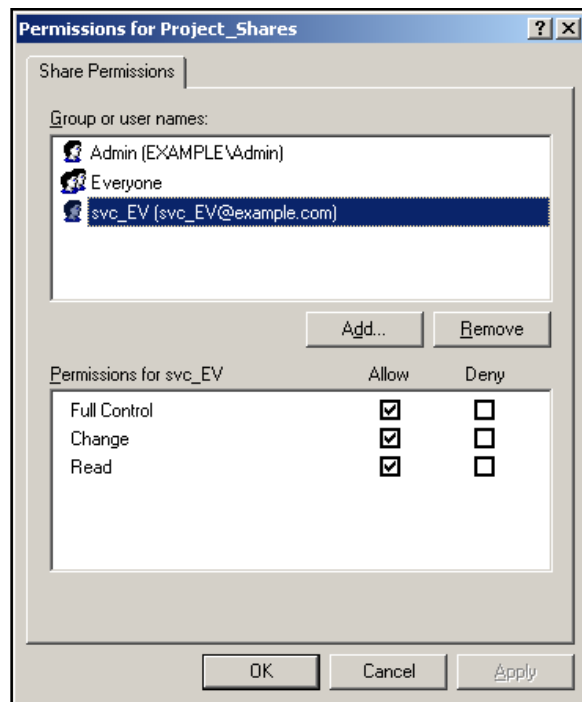 Permissions for Project_Shares
Share Permissions
Group or user names:
Admin (EXAMPLE\Admin)
Everyone
svc_EV (svc_EV@example.com)
Add... Remove
Permissions for svc_EV Allow Deny
Full Control
Change
Read
OK Cancel Apply